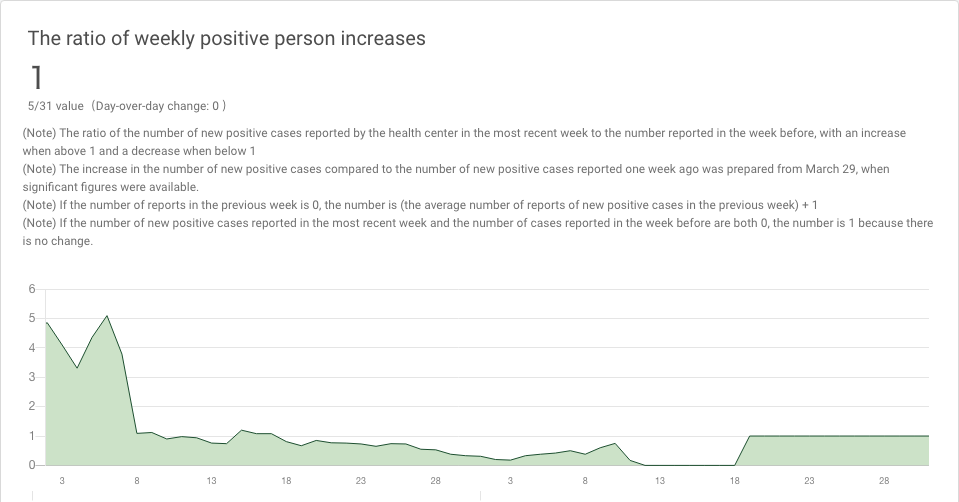 The ratio of weekly positive person increases
1
5/31 value（Day-over-day change: 0 ）
(Note) The ratio of the number of new positive cases reported by the health center in the most recent week to the number reported in the week before, with an increase
when above 1 and a decrease when below 1
(Note) The increase in the number of new positive cases compared to the number of new positive cases reported one week ago was prepared from March 29, when
significant figures were available.
(Note) If the number of reports in the previous week is 0, the number is (the average number of reports of new positive cases in the previous week) + 1
(Note) If the number of new positive cases reported in the most recent week and the number of cases reported in the week before are both 0, the number is 1 because there
is no change.
6
5
4
3
2
1
0
3 8 13 18 23 28 3 8 13 18 23 28